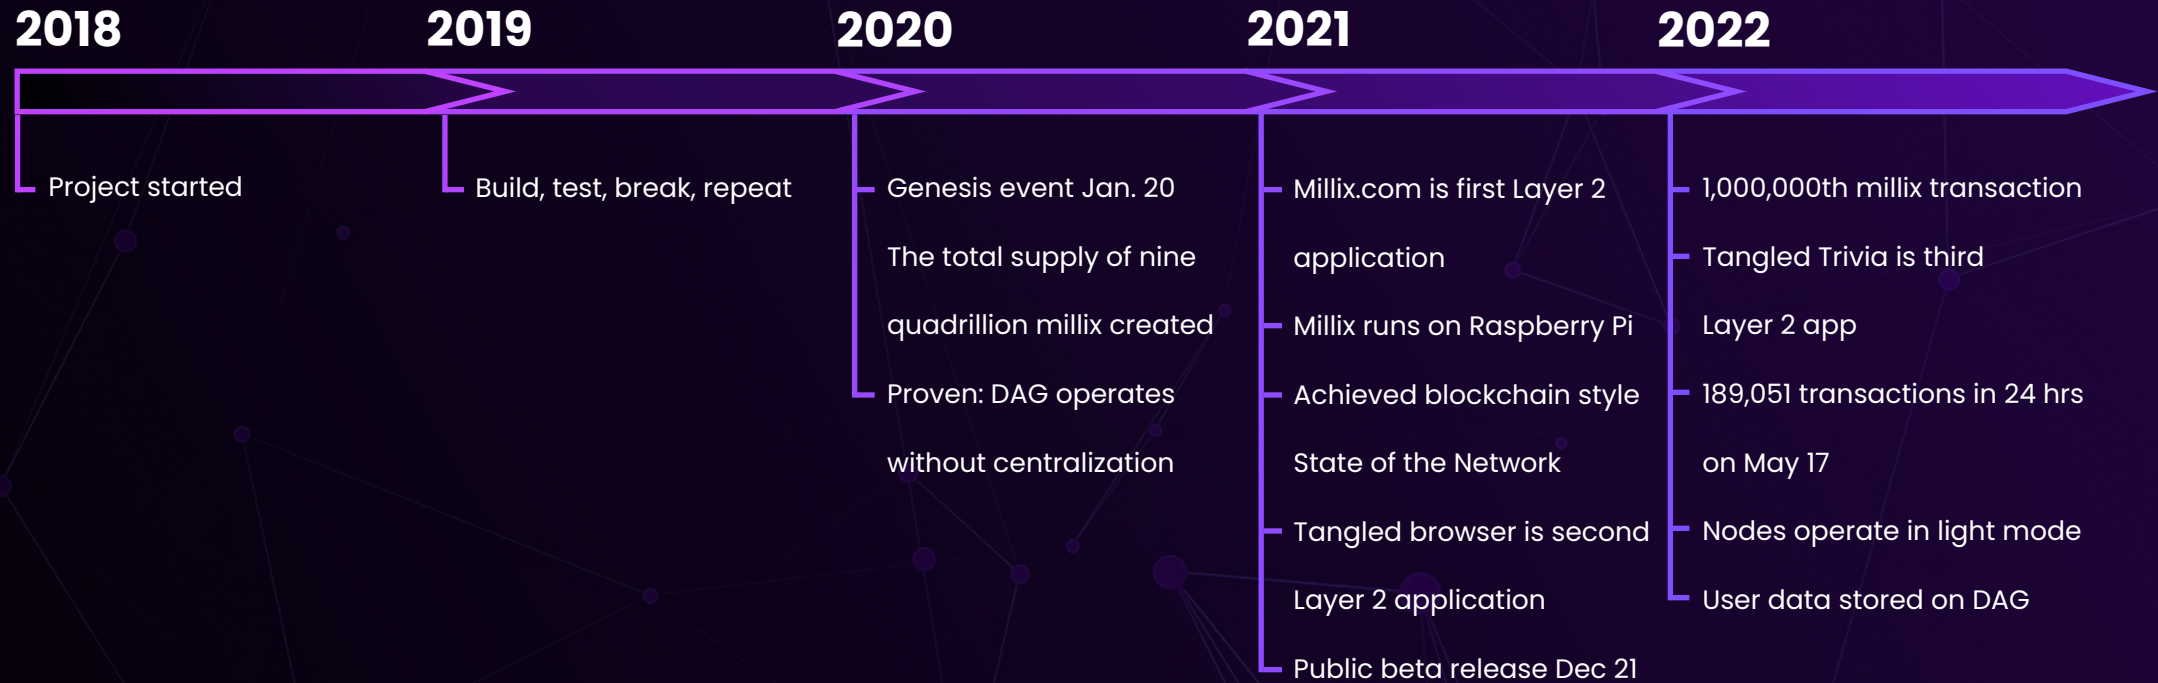 2018
Project started
2019
Build, test, break, repeat
2020
Genesis event Jan. 20
The total supply of nine
quadrillion millix created
Proven: DAG operates
without centralization
2021
Millix.com is first Layer 2
application
Millix runs on Raspberry Pi
Achieved blockchain style
State of the Network
Tangled browser is second
Layer 2 application
Public beta release Dec 21
2022
1,000,000th millix transaction
Tangled Trivia is third
Layer 2 app
189,051 transactions in 24 hrs
on May 17
Nodes operate in light mode
User data stored on DAG